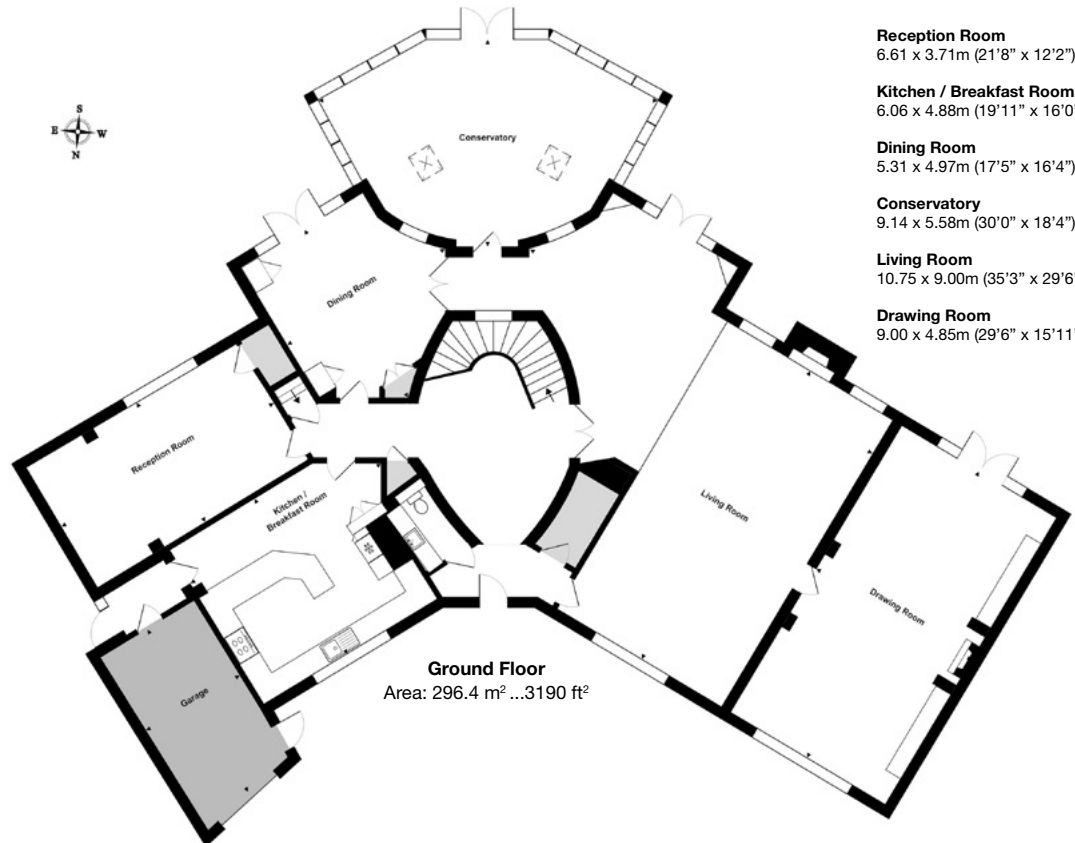 S
E W
N
Conservatory
Dining Room
Reception Room
Kitchen /
Breakfast Room
Living Room
Drawing Room
Garage
Ground Floor
Area: 296.4 m² ...3190 ft²
Reception Room
6.61 x 3.71m (21'8” x 12'2”)
Kitchen / Breakfast Room
6.06 x 4.88m (19'11” x 16'0”
Dining Room
5.31 x 4.97m (17'5” x 16'4”)
Conservatory
9.14 x 5.58m (30'0” x 18'4”)
Living Room
10.75 x 9.00m (35'3” x 29'6”
Drawing Room
9.00 x 4.85m (29'6” x 15'11”